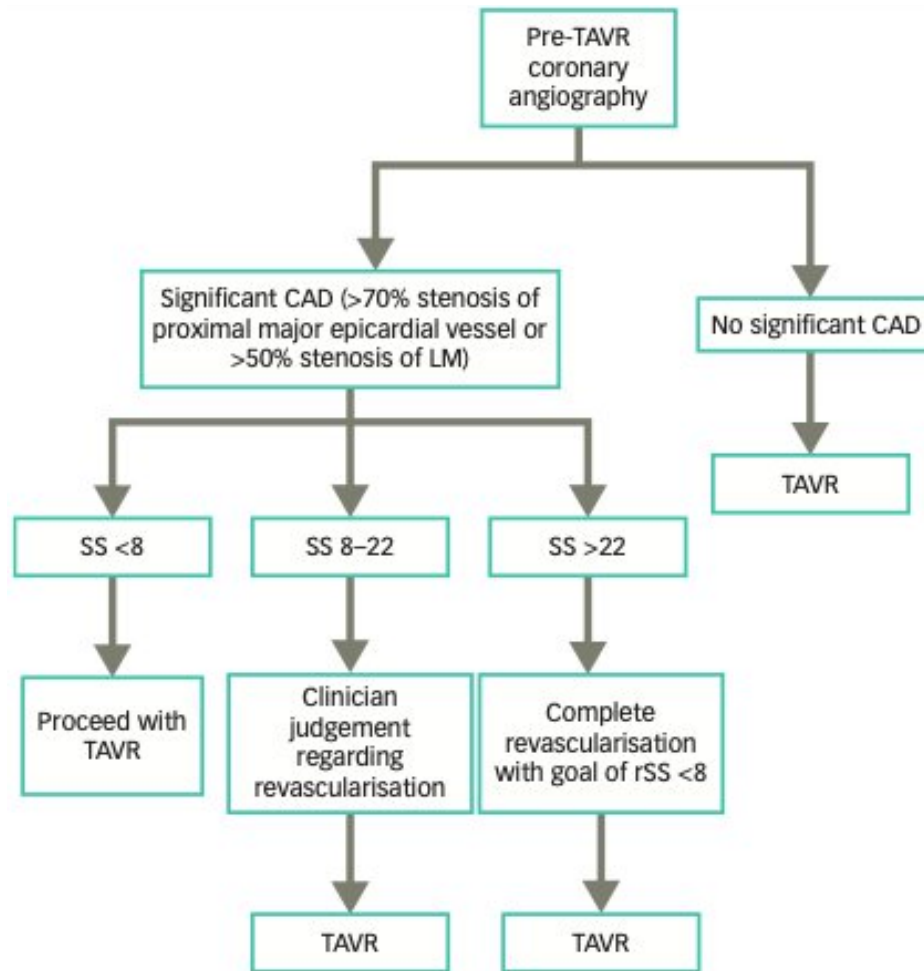 Pre-TAVR
coronary
angiography
Significant CAD (>70% stenosis of
proximal major epicardial vessel or
>50% stenosis of LM)
No significant CAD
TAVR
SS <8
SS 8–22
SS >22
Proceed with
TAVR
Clinician
judgement
regarding
revascularisation
Complete
revascularisation
with goal of rSS <8
TAVR
TAVR